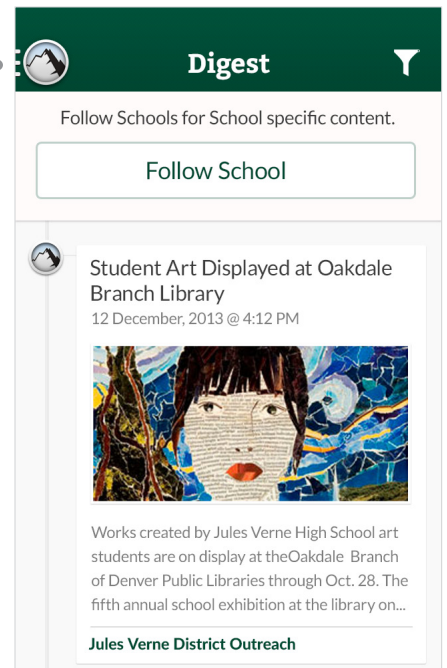 Digest
Follow Schools for School specific content.
Follow School
Student Art Displayed at Oakdale
Branch Library
12 December, 2013 @ 4:12 PM
Works created by Jules Verne High School art
students are on display at theOakdale Branch
of Denver Public Libraries through Oct. 28. The
fifth annual school exhibition at the library on...
Jules Verne District Outreach